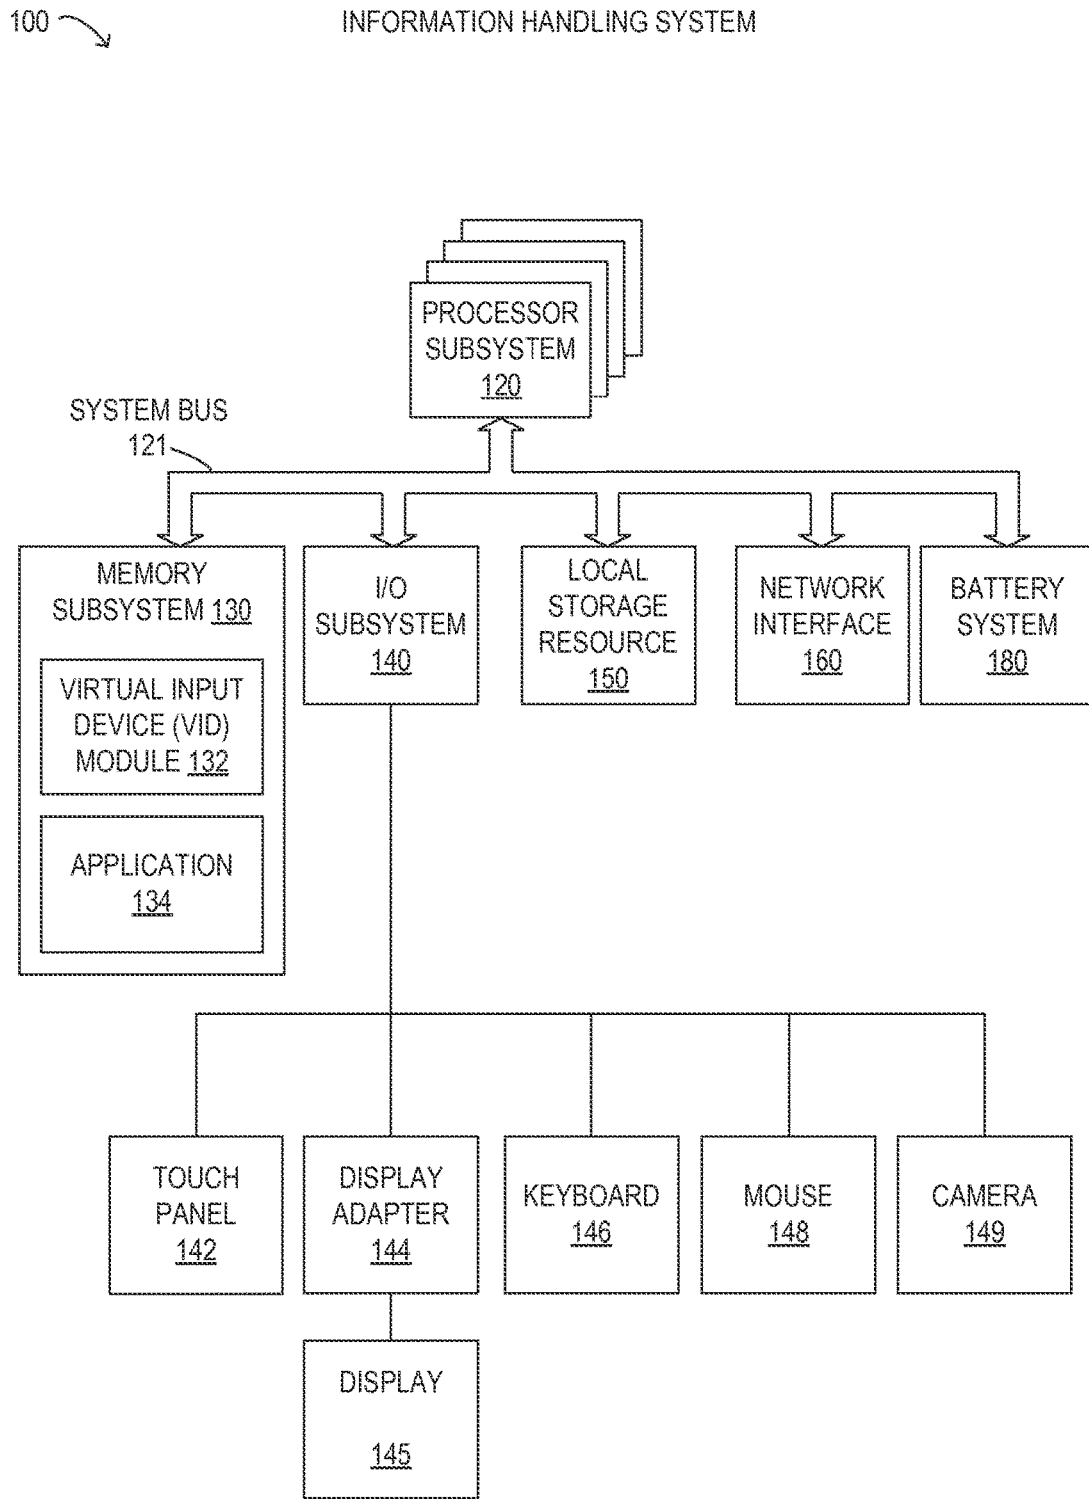 100
INFORMATION HANDLING SYSTEM
PROCESSOR
SUBSYSTEM
120
SYSTEM BUS
121
MEMORY
SUBSYSTEM 130
VIRTUAL INPUT
DEVICE (VID)
MODULE 132
APPLICATION
134
I/O
SUBSYSTEM
140
LOCAL
STORAGE
RESOURCE
150
NETWORK
INTERFACE
160
BATTERY
SYSTEM
180
TOUCH
PANEL
142
DISPLAY
ADAPTER
144
KEYBOARD
146
MOUSE
148
CAMERA
149
DISPLAY
145